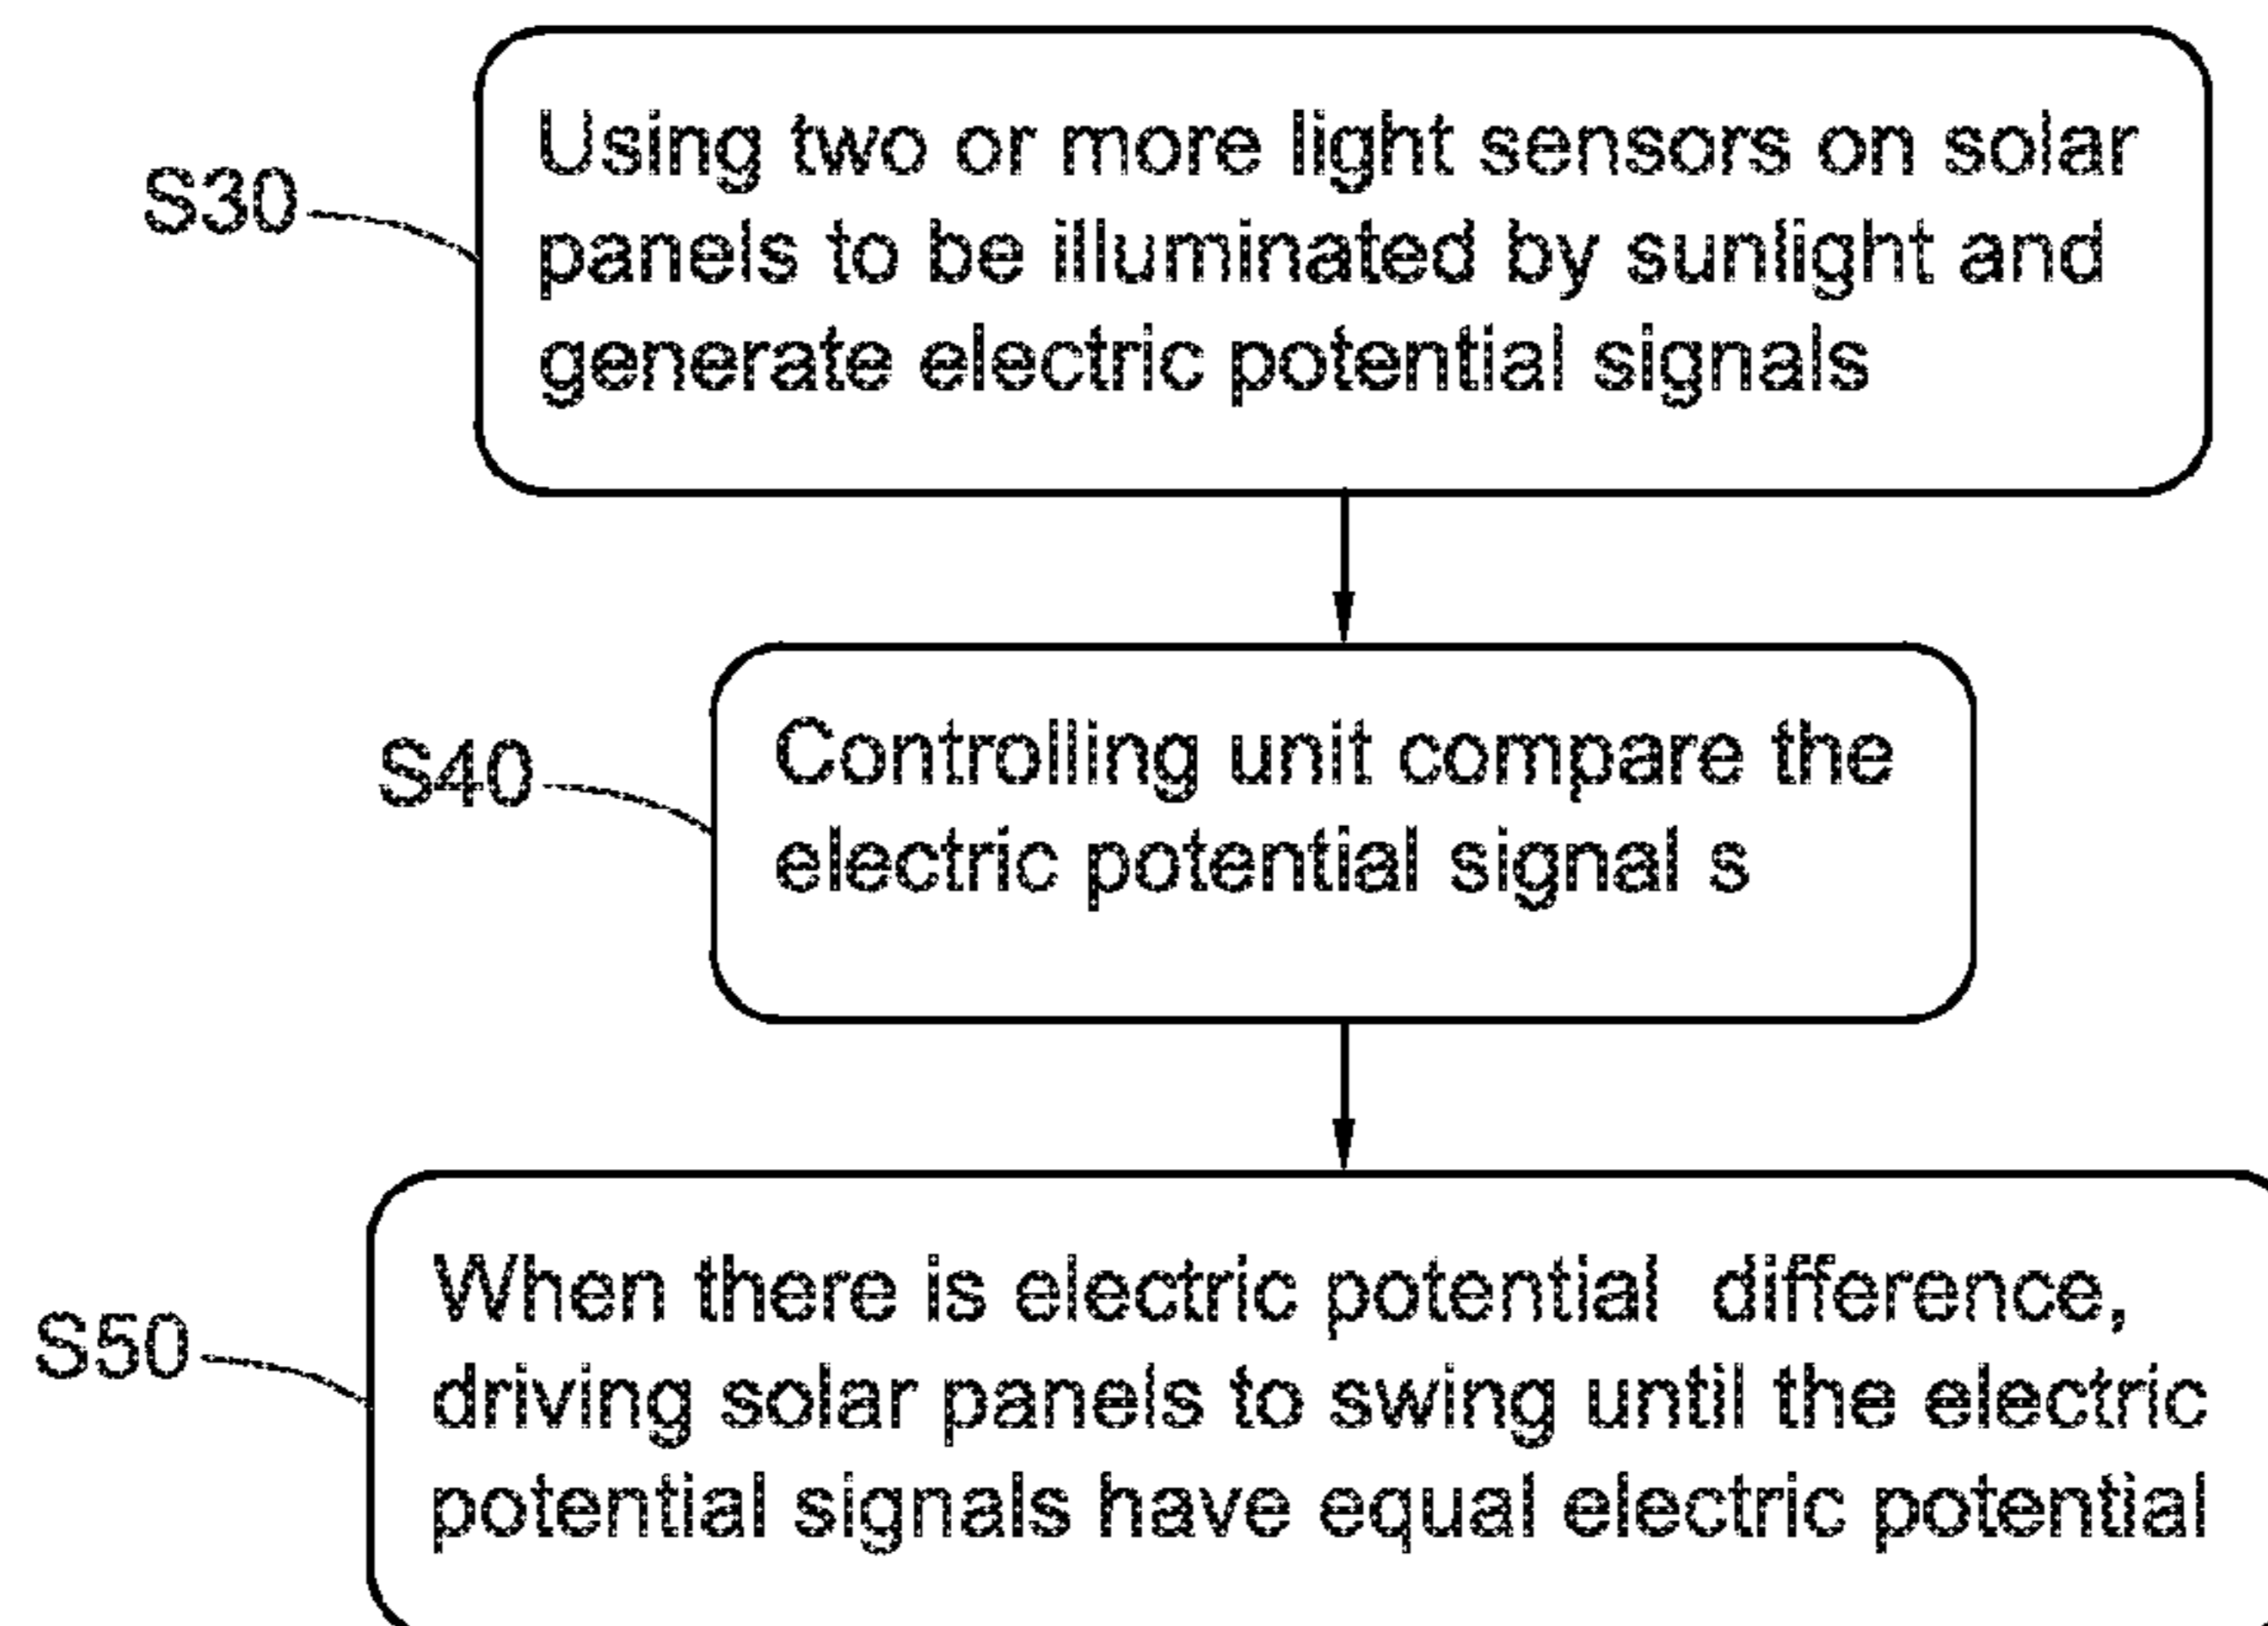 Using two or more light sensors on solar
S30
panels to be illuminated by sunlight and
generate electric potential signals
Controlling unit compare the
S40
electric potential signal s
When there is electric potential difference,
S50
driving solar panels to swing until the electric
potential signals have equal electric potential